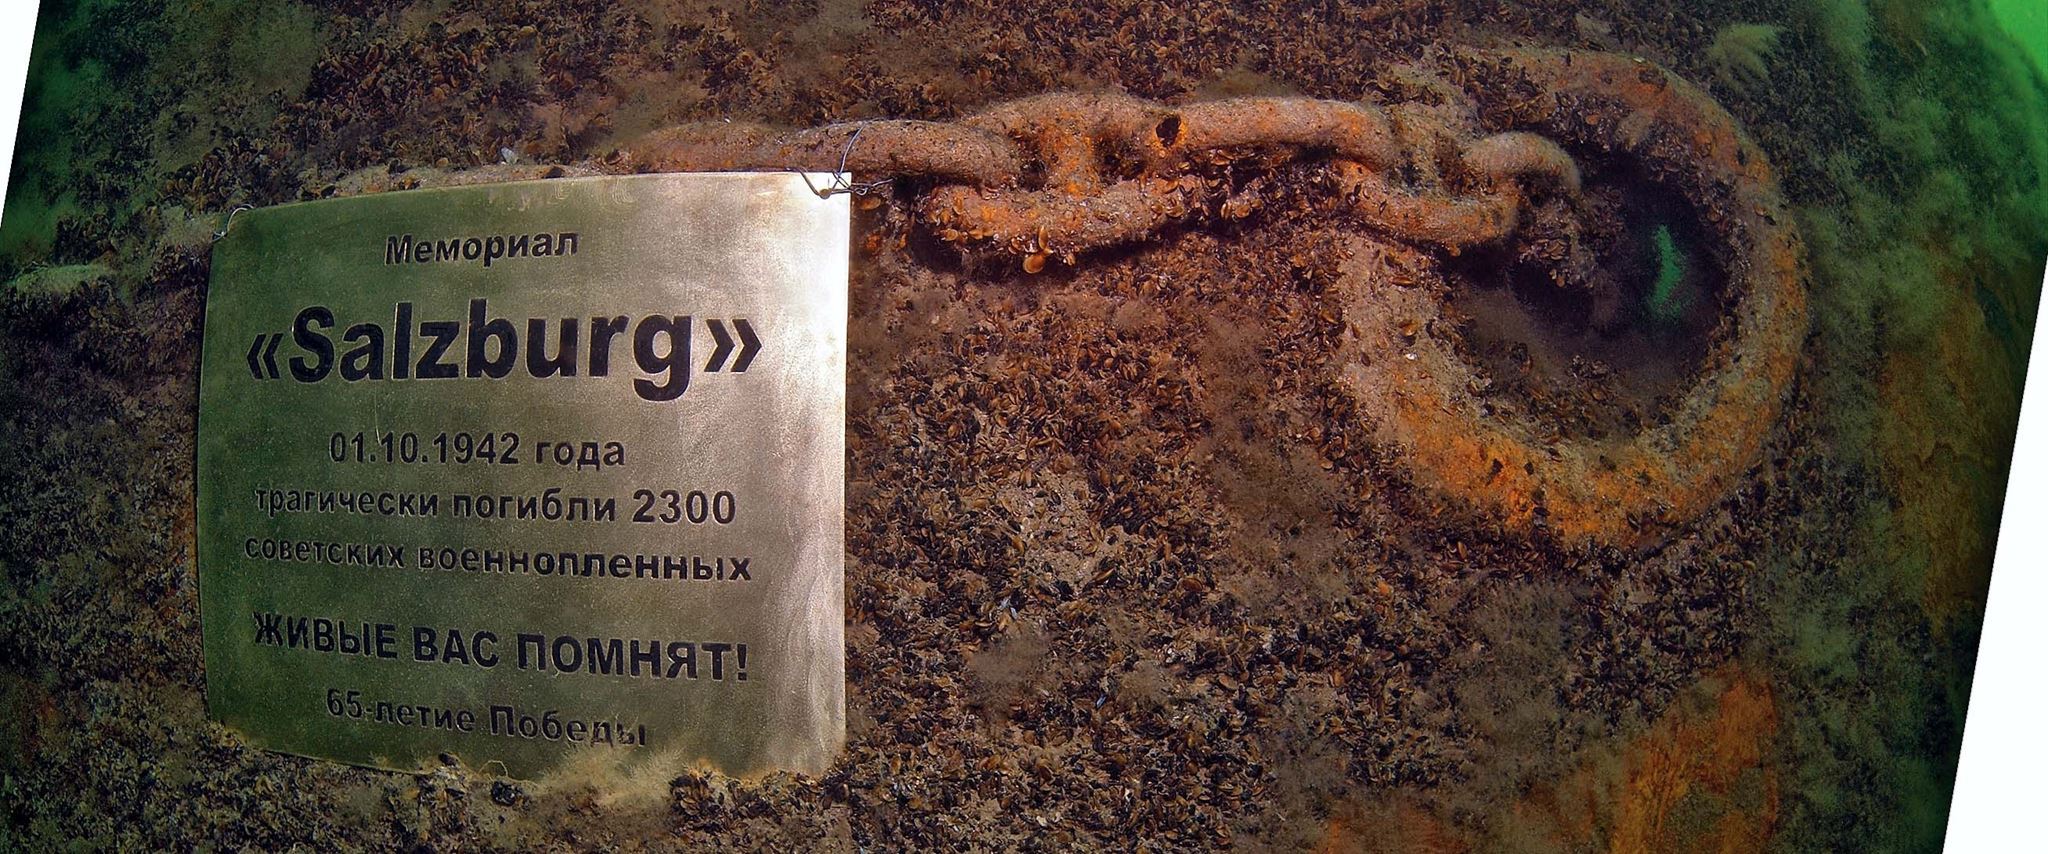 Мемориал
«Salzburg»
01.10.1942 года
трагически погибли 2300
советских военнопленных
ЖИВЫЕ ВАС ПОМНЯТ!
65-летие Победы